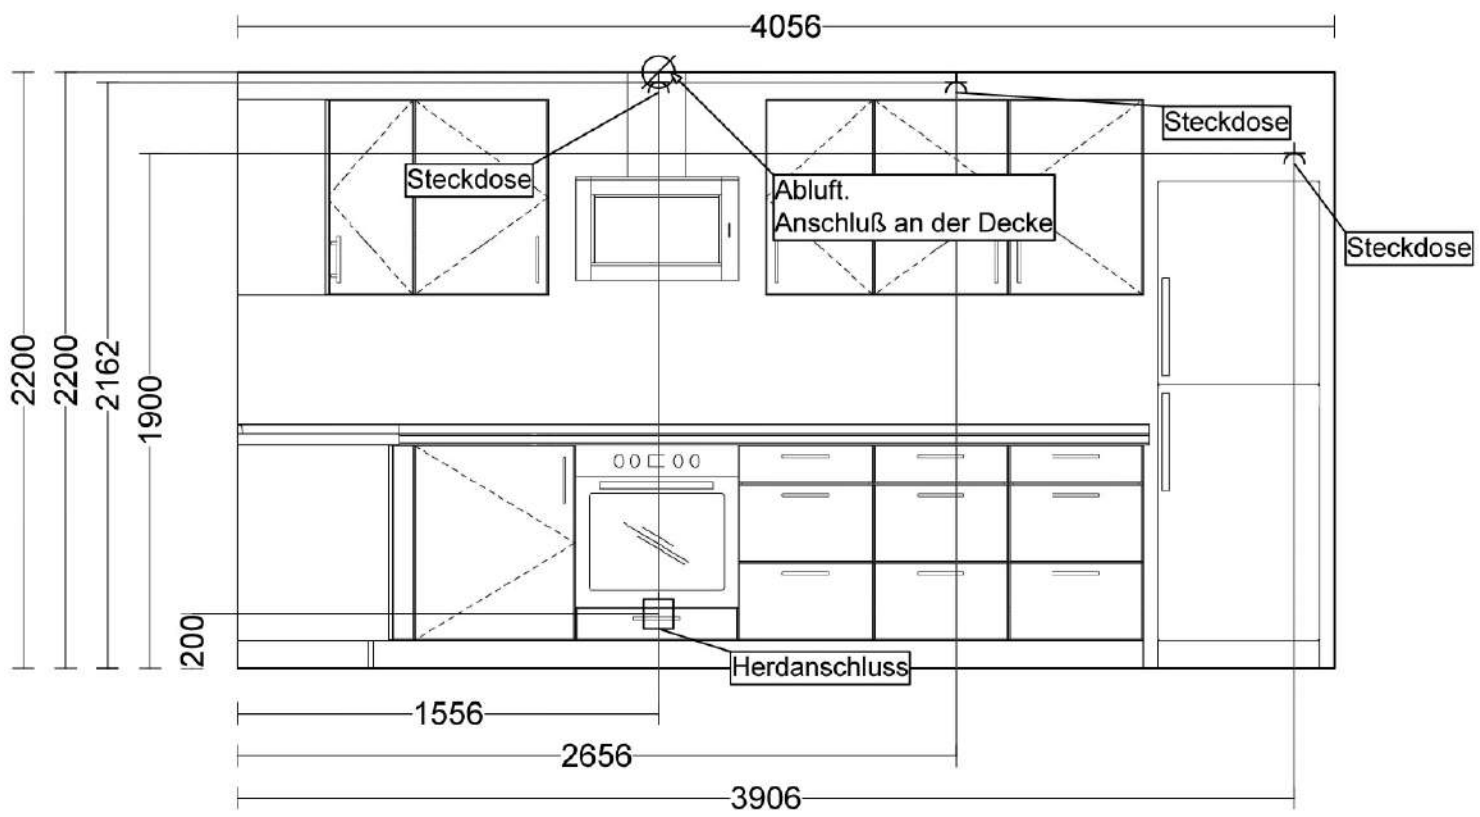 4056
Steckdose
Steckdose
Abluft.
Anschluß an der Decke
Steckdose
2200
2200
2162
1900
200
Herdanschluss
1556
2656
3906